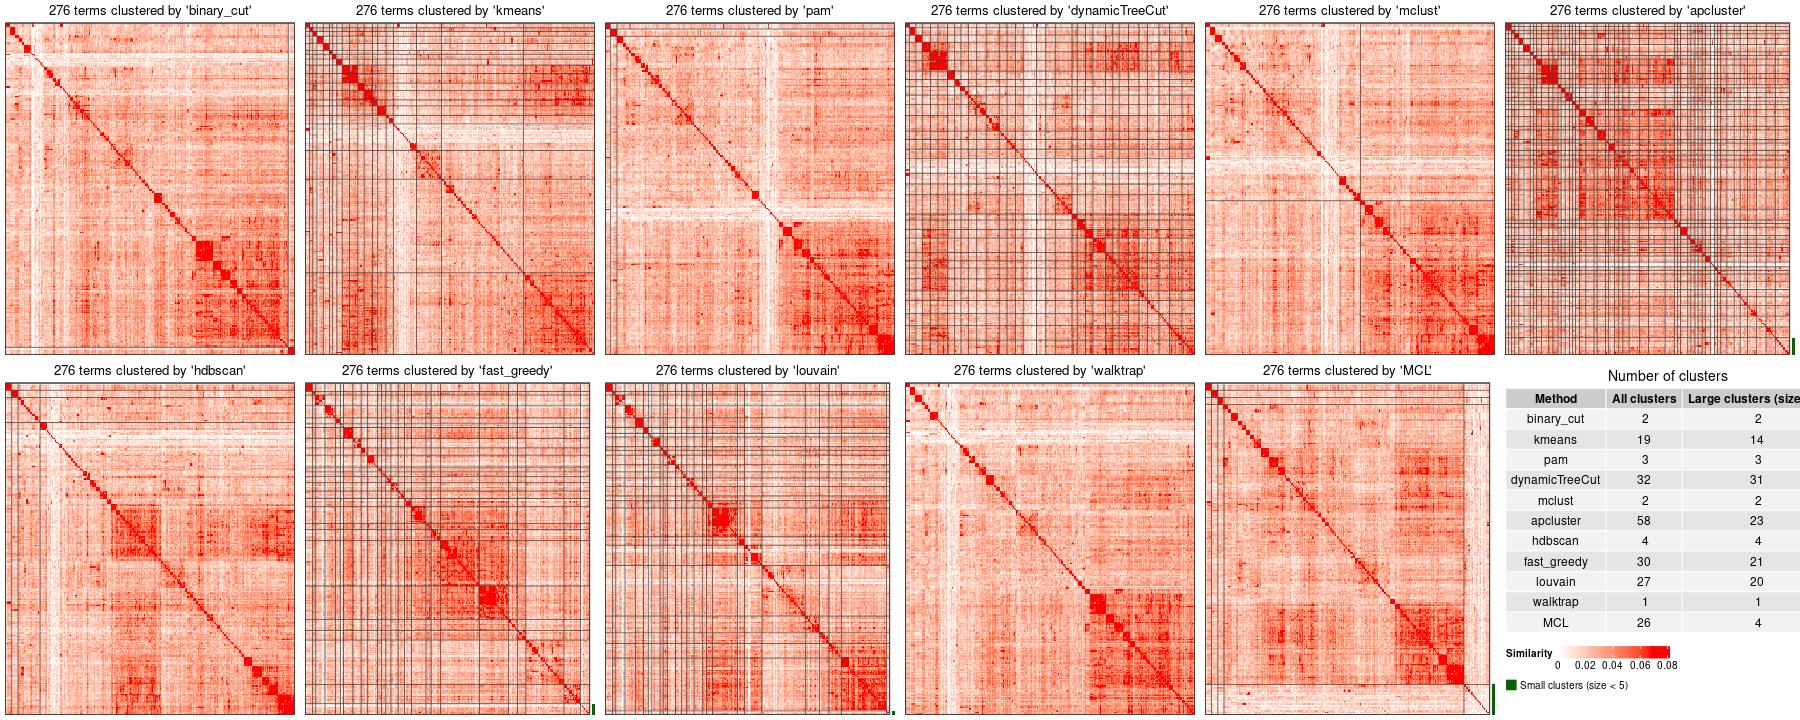 276 terms clustered by 'binary_cut'
276 terms clustered by 'kmeans'
276 terms clustered by 'pam'
276 terms clustered by 'dynamicTreeCut'
276 terms clustered by 'mclust'
276 terms clustered by 'apcluster'
276 terms clustered by 'hdbscan'
276 terms clustered by 'fast_greedy'
276 terms clustered by 'louvain'
276 terms clustered by 'walktrap'
276 terms clustered by 'MCL'
Number of clusters
Method All clusters Large clusters (size
binary_cut 2 2
kmeans 19 14
pam 3 3
dynamicTreeCut 32 31
mclust 2 2
apcluster 58 23
hdbscan 4 4
fast_greedy 30 21
louvain 27 20
walktrap 1 1
MCL 26 4
Similarity
0 0.02 0.04 0.06 0.08
Small clusters (size < 5)